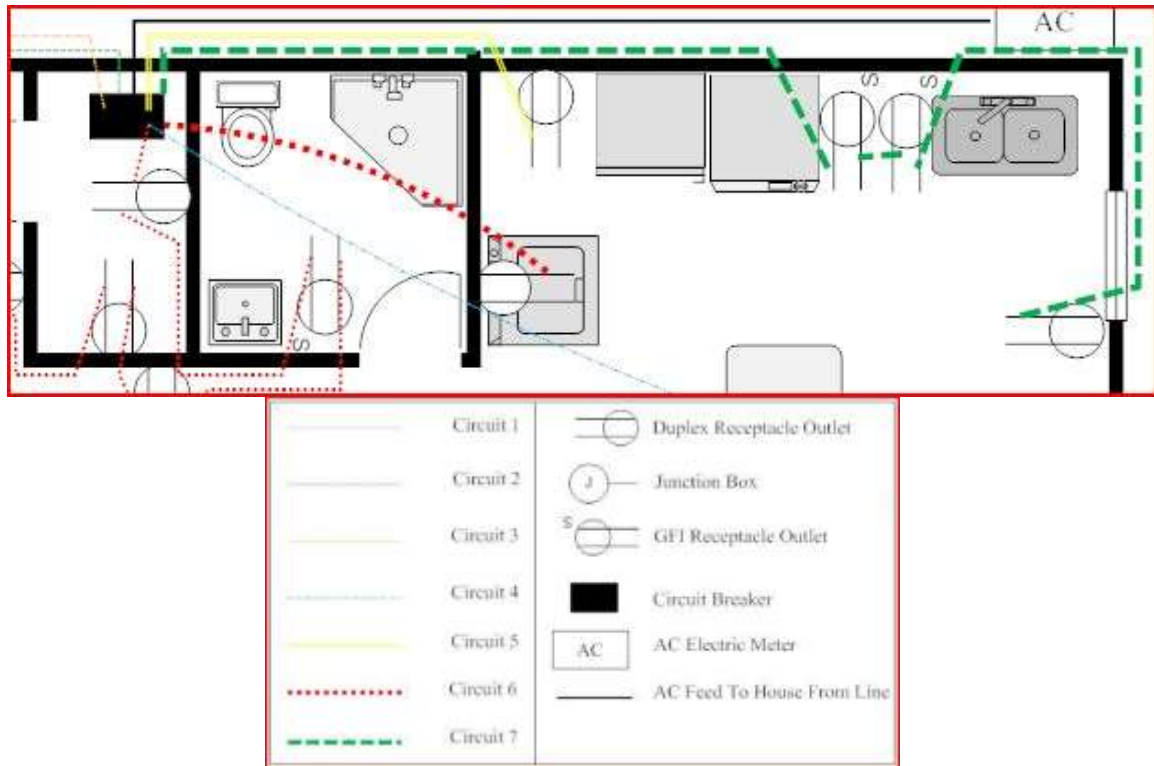 AC
S
S
S
Circuit 1
Duplex Receptacle Outlet
Circuit 2
J
Junction Box
Circuit 3
S
GFI Receptacle Outlet
Circuit 4
Circuit Breaker
Circuit 5
AC
AC Electric Meter
Circuit 6
AC Feed To House From Line
Circuit 7